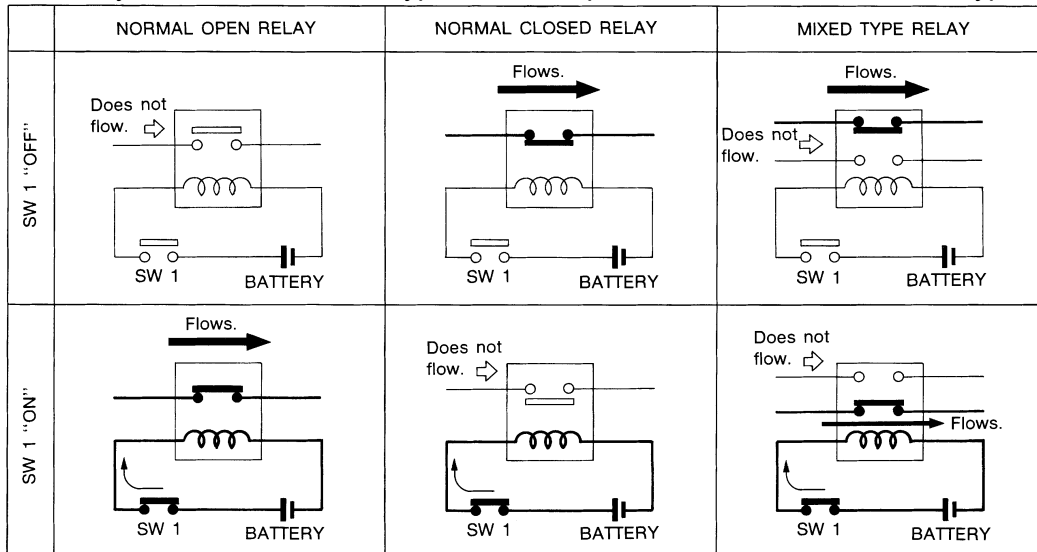 NORMAL OPEN RELAY
NORMAL CLOSED RELAY
MIXED TYPE RELAY
SW 1 "OFF"
Does not
flow.
SW 1
BATTERY
Flows.
SW 1
BATTERY
Flows.
Does not
flow.
SW 1
BATTERY
SW 1 "ON"
Flows.
SW 1
BATTERY
Does not
flow.
SW 1
BATTERY
Does not
flow.
Flows.
SW 1
BATTERY